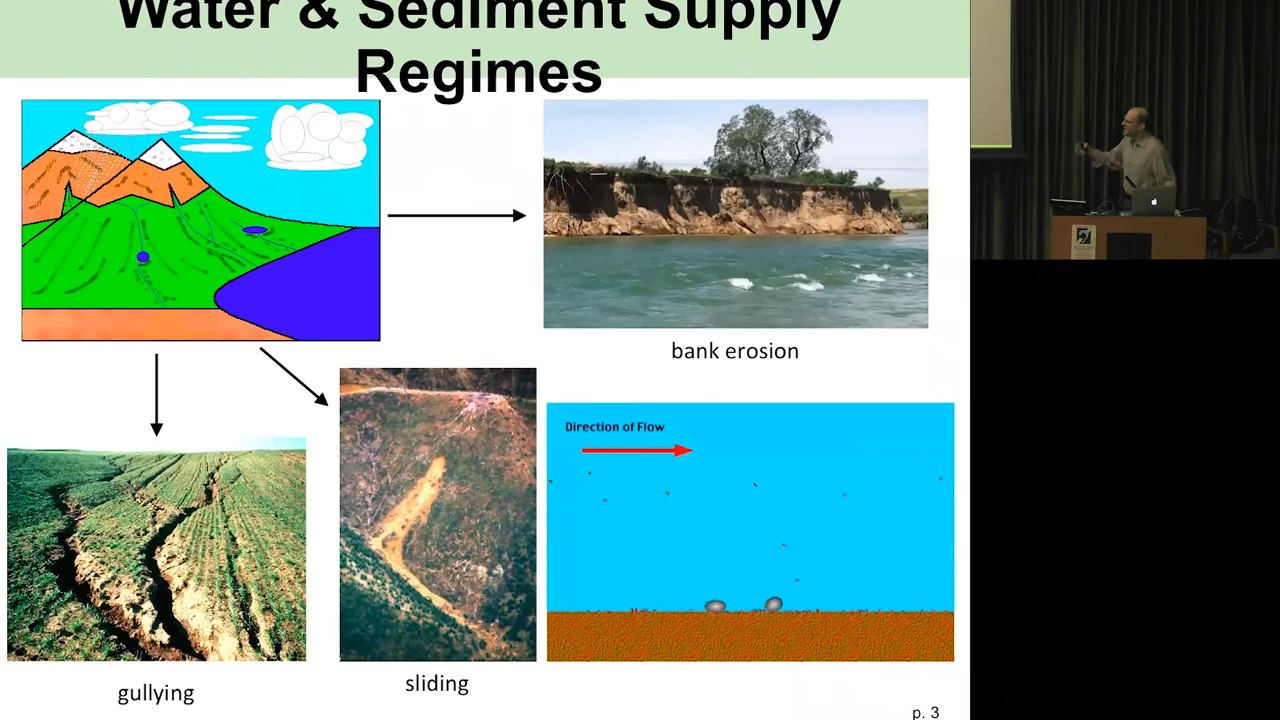 Water & Sediment Supply
Regimes
bank erosion
Direction of Flow
gullying
sliding
p. 3